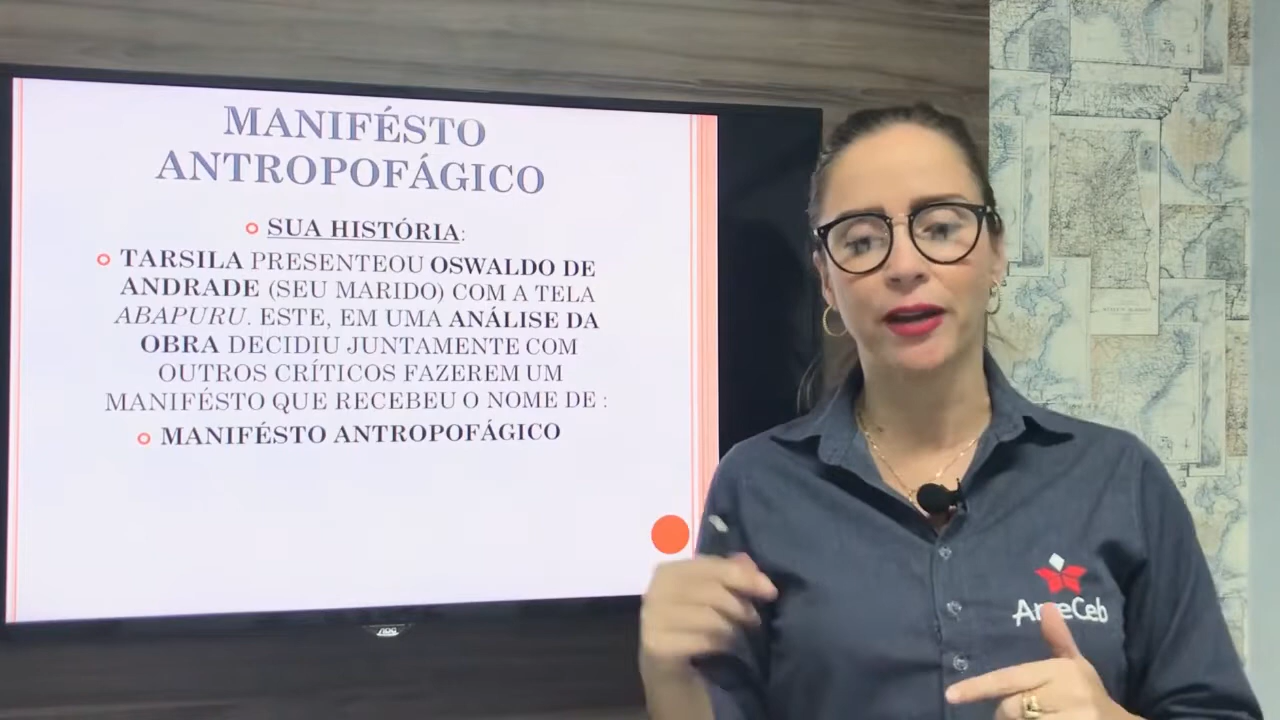 MANIFÉSTO
ANTROPOFÁGICO
SUA HISTÓRIA:
TARSILA PRESENTEOU OSWALDO DE
ANDRADE (SEU MARIDO) COM A TELA
ABAPURU. ESTE, EM UMA ANÁLISE DA
OBRA DECIDIU JUNTAMENTE COM
OUTROS CRÍTICOS FAZEREM UM
MANIFÉSTO QUE RECEBEU O NOME DE :
MANIFÉSTO ANTROPOFÁGICO
AOC